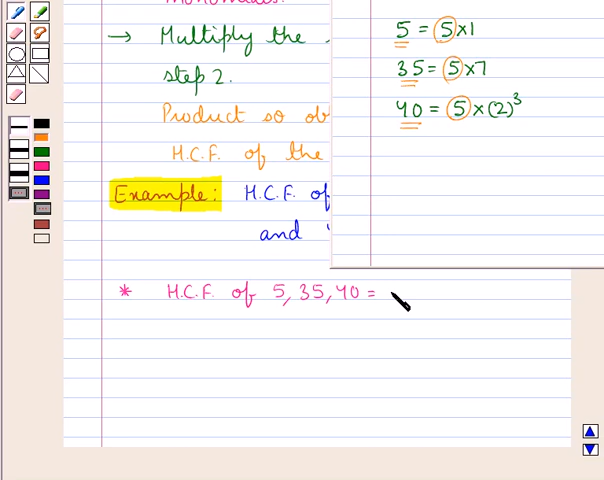 monomials.
→ Multiply the
step 2.
Product so ob
H.C.F. of the
Example: H.C.F. of
and
* H.C.F. of 5, 35, 40 =
5 = 5×1
35 = 5×7
40 = 5×(2)³